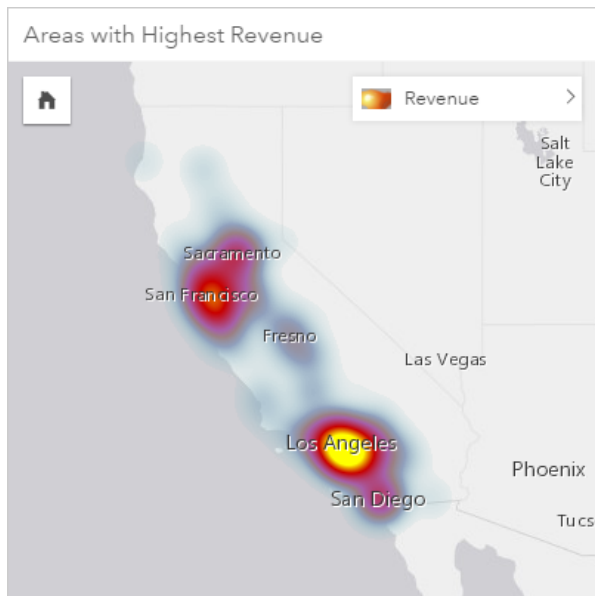 Areas with Highest Revenue
Revenue
Salt
Lake
City
Sacramento
San Francisco
Fresno
Las Vegas
Los Angeles
Phoenix
San Diego
Tucs